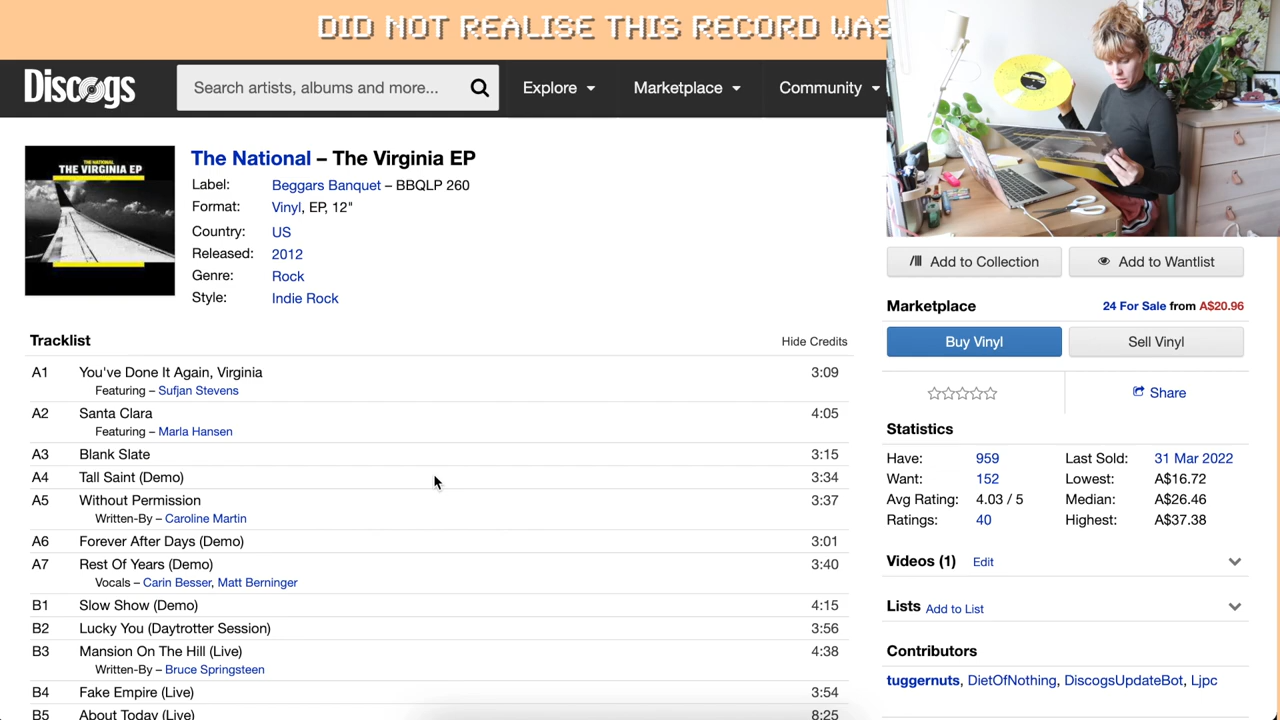 DID NOT REALISE THIS RECORD WAS
Discogs
Search artists, albums and more...
Explore
Marketplace
Community
THE NATIONAL
THE VIRGINIA EP
The National – The Virginia EP
Label: Beggars Banquet – BBQLP 260
Format: Vinyl, EP, 12"
Country: US
Released: 2012
Genre: Rock
Style: Indie Rock
Add to Collection
Add to Wantlist
Marketplace
24 For Sale from A$20.96
Buy Vinyl
Sell Vinyl
Share
Tracklist
Hide Credits
A1 You've Done It Again, Virginia 3:09
Featuring – Sufjan Stevens
A2 Santa Clara 4:05
Featuring – Marla Hansen
A3 Blank Slate 3:15
A4 Tall Saint (Demo) 3:34
A5 Without Permission 3:37
Written-By – Caroline Martin
A6 Forever After Days (Demo) 3:01
A7 Rest Of Years (Demo) 3:40
Vocals – Carin Besser, Matt Berninger
B1 Slow Show (Demo) 4:15
B2 Lucky You (Daytrotter Session) 3:56
B3 Mansion On The Hill (Live) 4:38
Written-By – Bruce Springsteen
B4 Fake Empire (Live) 3:54
B5 About Today (Live) 8:25
Statistics
Have: 959
Want: 152
Avg Rating: 4.03 / 5
Ratings: 40
Last Sold: 31 Mar 2022
Lowest: A$16.72
Median: A$26.46
Highest: A$37.38
Videos (1) Edit
Lists Add to List
Contributors
tuggernuts, DietOfNothing, DiscogsUpdateBot, Ljpc